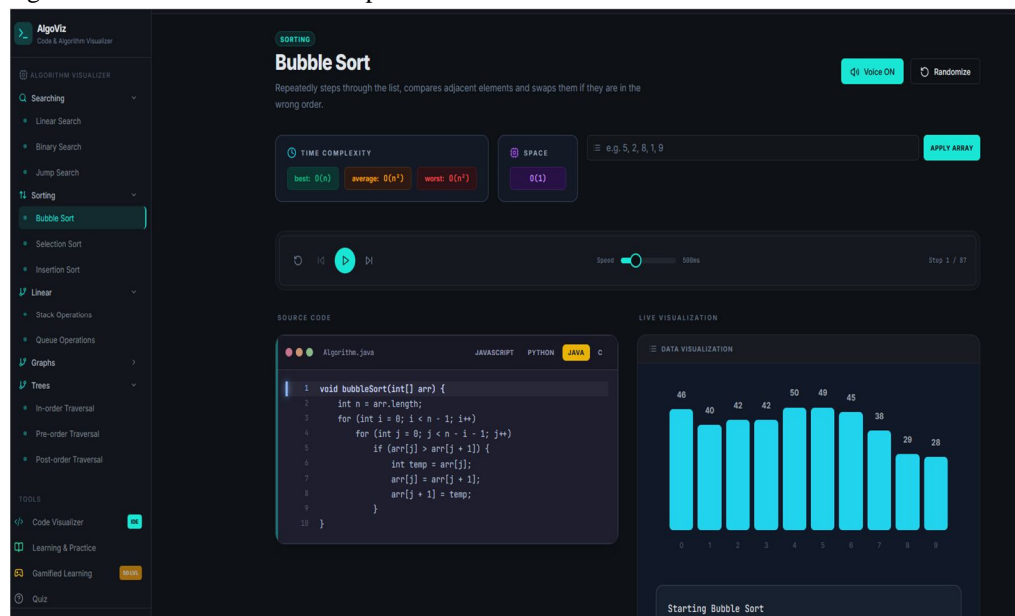 AlgoViz
Code & Algorithm Visualizer
ALGORITHM VISUALIZER
Searching
Linear Search
Binary Search
Jump Search
Sorting
Bubble Sort
Selection Sort
Insertion Sort
Linear
Stack Operations
Queue Operations
Graphs
Trees
In-order Traversal
Pre-order Traversal
Post-order Traversal
TOOLS
Code Visualizer IDE
Learning & Practice
Gamified Learning
Quiz
SORTING
Bubble Sort
Repeatedly steps through the list, compares adjacent elements and swaps them if they are in the
wrong order.
Voice ON Randomize
TIME COMPLEXITY
best: O(n) average: O(n²) worst: O(n²)
SPACE
O(1)
e.g. 5, 2, 8, 1, 9 APPLY ARRAY
Speed 500ms Step 1 / 87
SOURCE CODE
Algorithm.java JAVASCRIPT PYTHON JAVA C
1 void bubbleSort(int[] arr) {
2 int n = arr.length;
3 for (int i = 0; i < n - 1; i++)
4 for (int j = 0; j < n - i - 1; j++)
5 if (arr[j] > arr[j + 1]) {
6 int temp = arr[j];
7 arr[j] = arr[j + 1];
8 arr[j + 1] = temp;
9 }
10 }
LIVE VISUALIZATION
DATA VISUALIZATION
46 40 42 42 50 49 45 38 29 28
0 1 2 3 4 5 6 7 8 9
Starting Bubble Sort